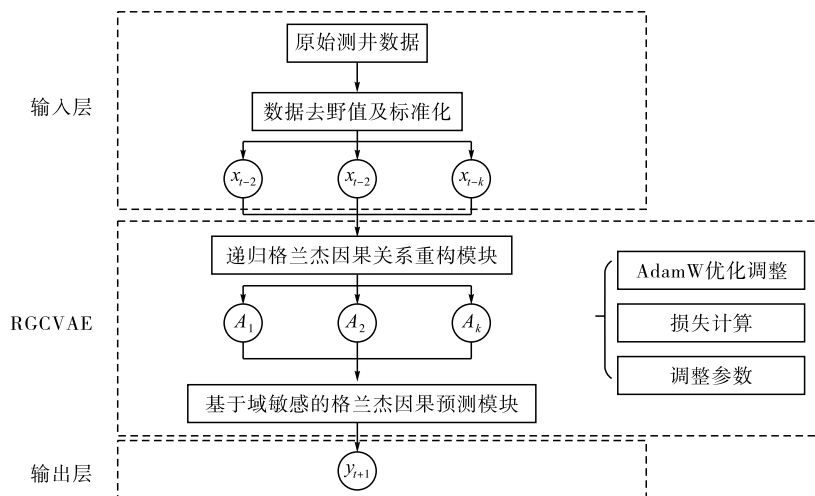 原始测井数据
输入层
数据去野值及标准化
x_{t−2} x_{t−2} x_{t−k}
递归格兰杰因果关系重构模块
AdamW优化调整
RGCVAE
A_1 A_2 A_k
损失计算
调整参数
基于域敏感的格兰杰因果预测模块
输出层
y_{t+1}